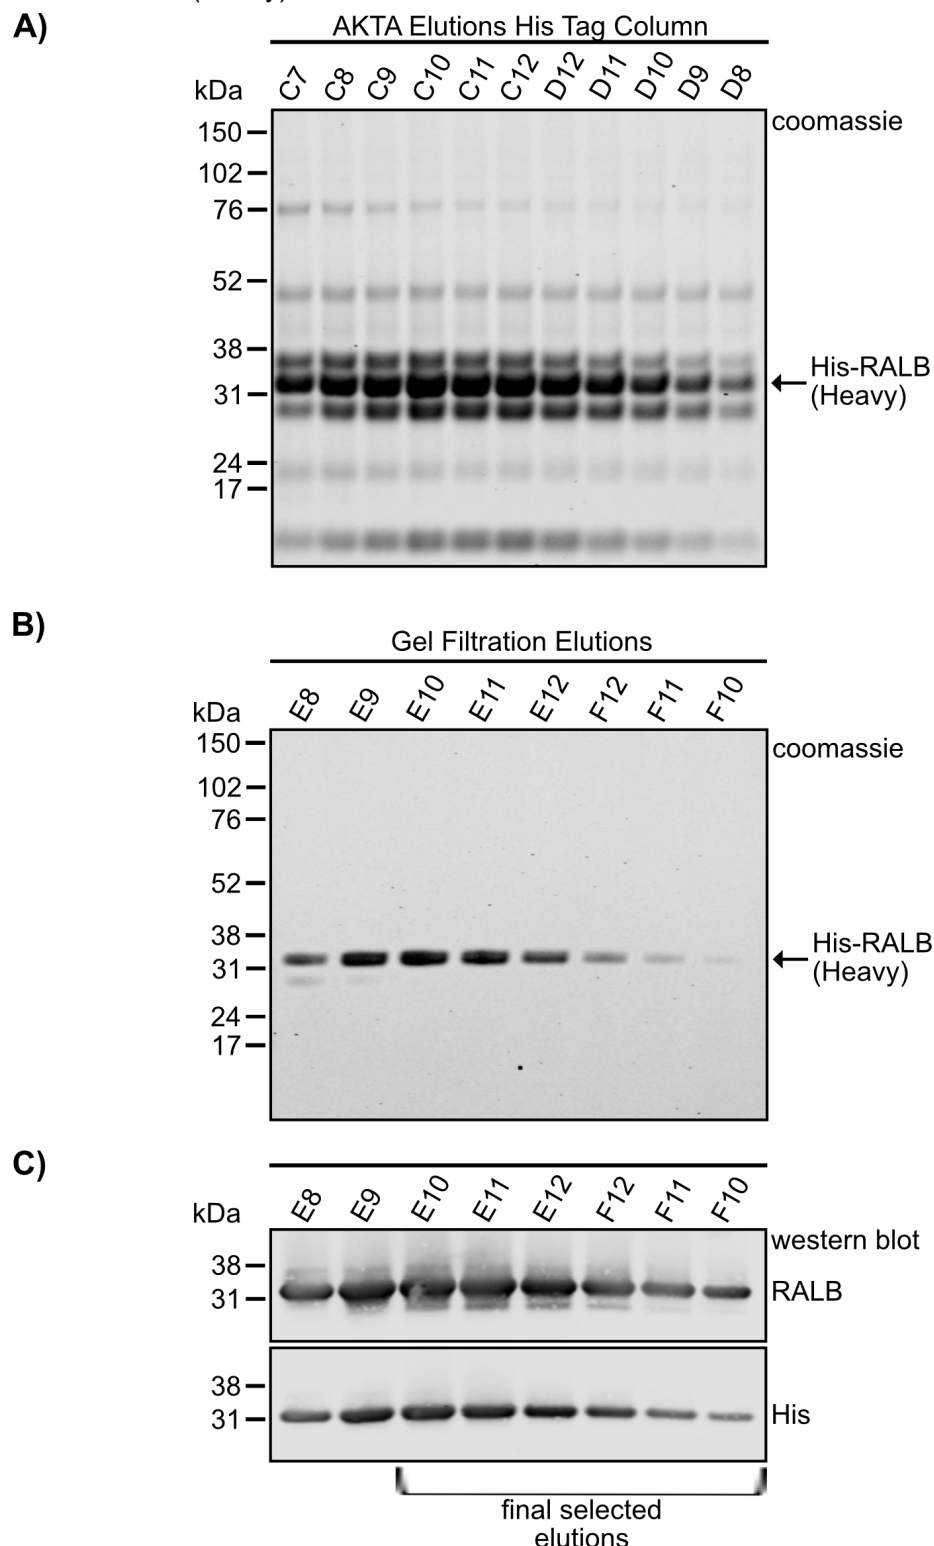 A)
AKTA Elutions His Tag Column
kDa C7 C8 C9 C10 C11 C12 D12 D11 D10 D9 D8
coomassie
150
102
76
52
38
31
24
17
His-RALB
(Heavy)
B)
Gel Filtration Elutions
kDa E8 E9 E10 E11 E12 F12 F11 F10
coomassie
150
102
76
52
38
31
24
17
His-RALB
(Heavy)
C)
kDa E8 E9 E10 E11 E12 F12 F11 F10
western blot
38
31
RALB
38
31
His
final selected
elutions